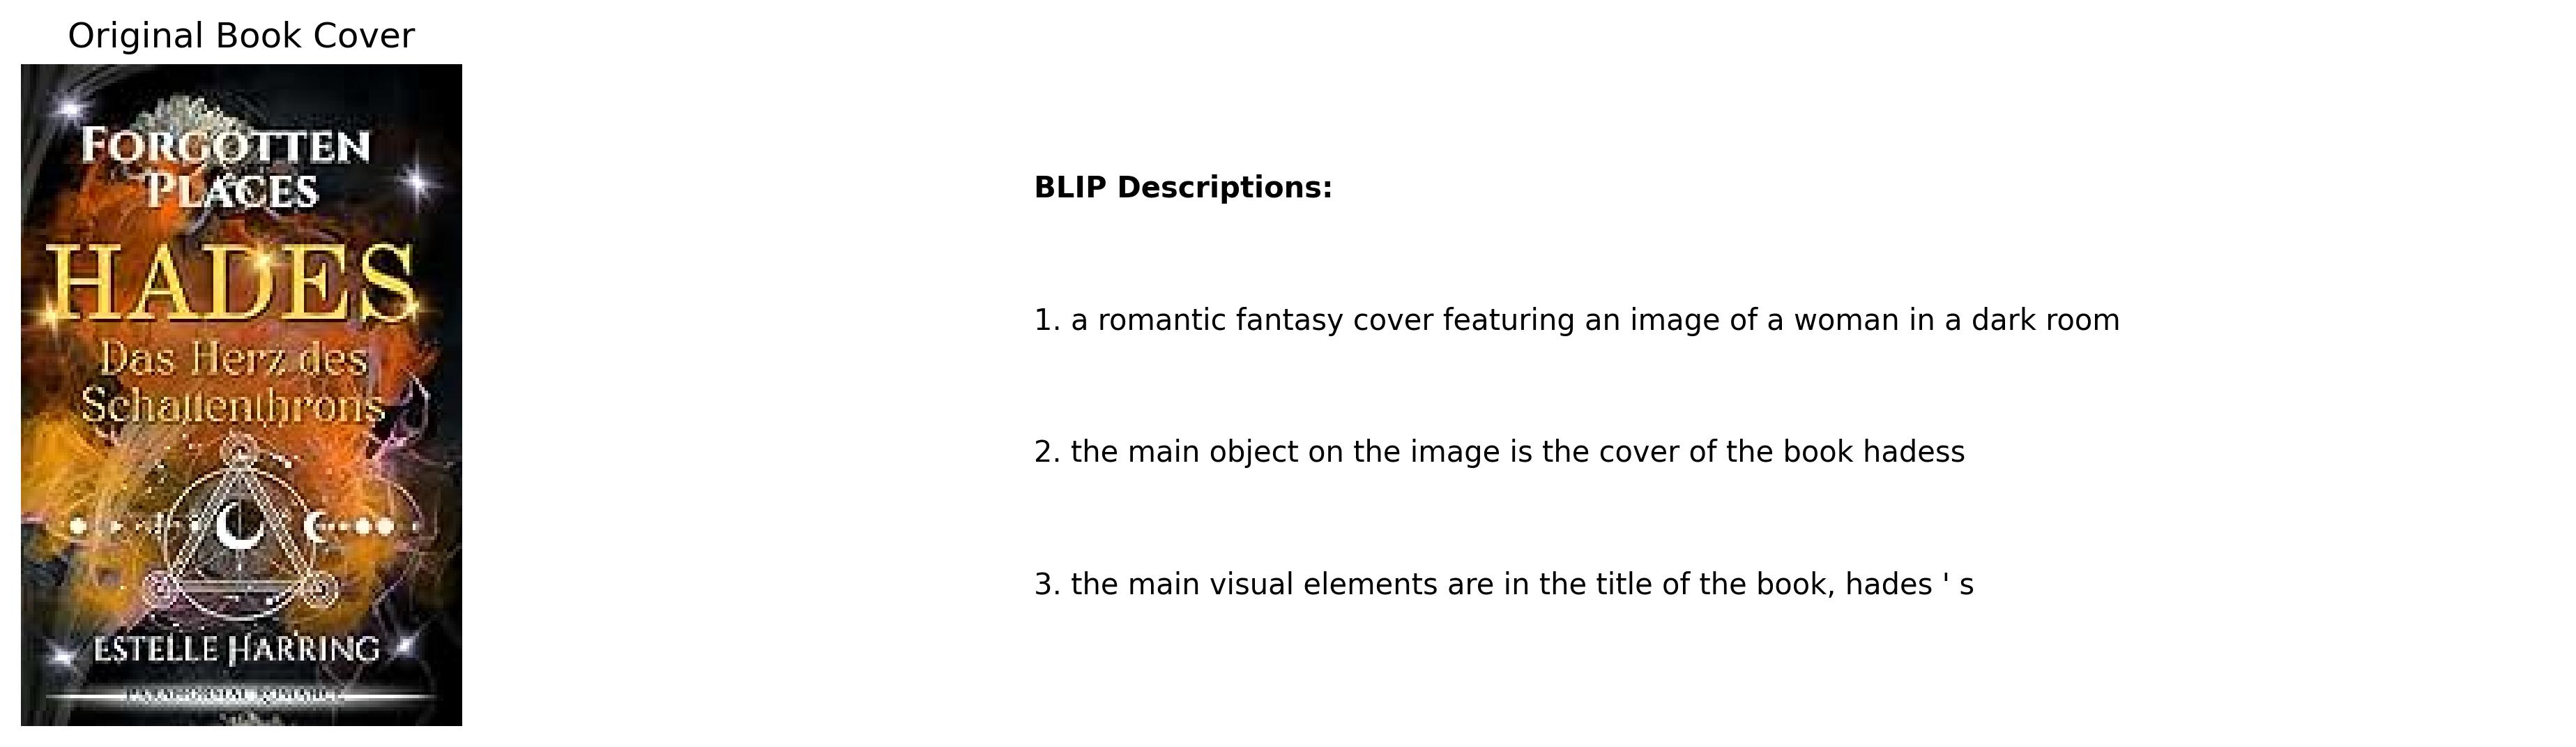 Original Book Cover
FORGOTTEN
PLACES
HADES
Das Herz des
Schattenthrons
ESTELLE HARRING
BLIP Descriptions:
1. a romantic fantasy cover featuring an image of a woman in a dark room
2. the main object on the image is the cover of the book hadess
3. the main visual elements are in the title of the book, hades ' s